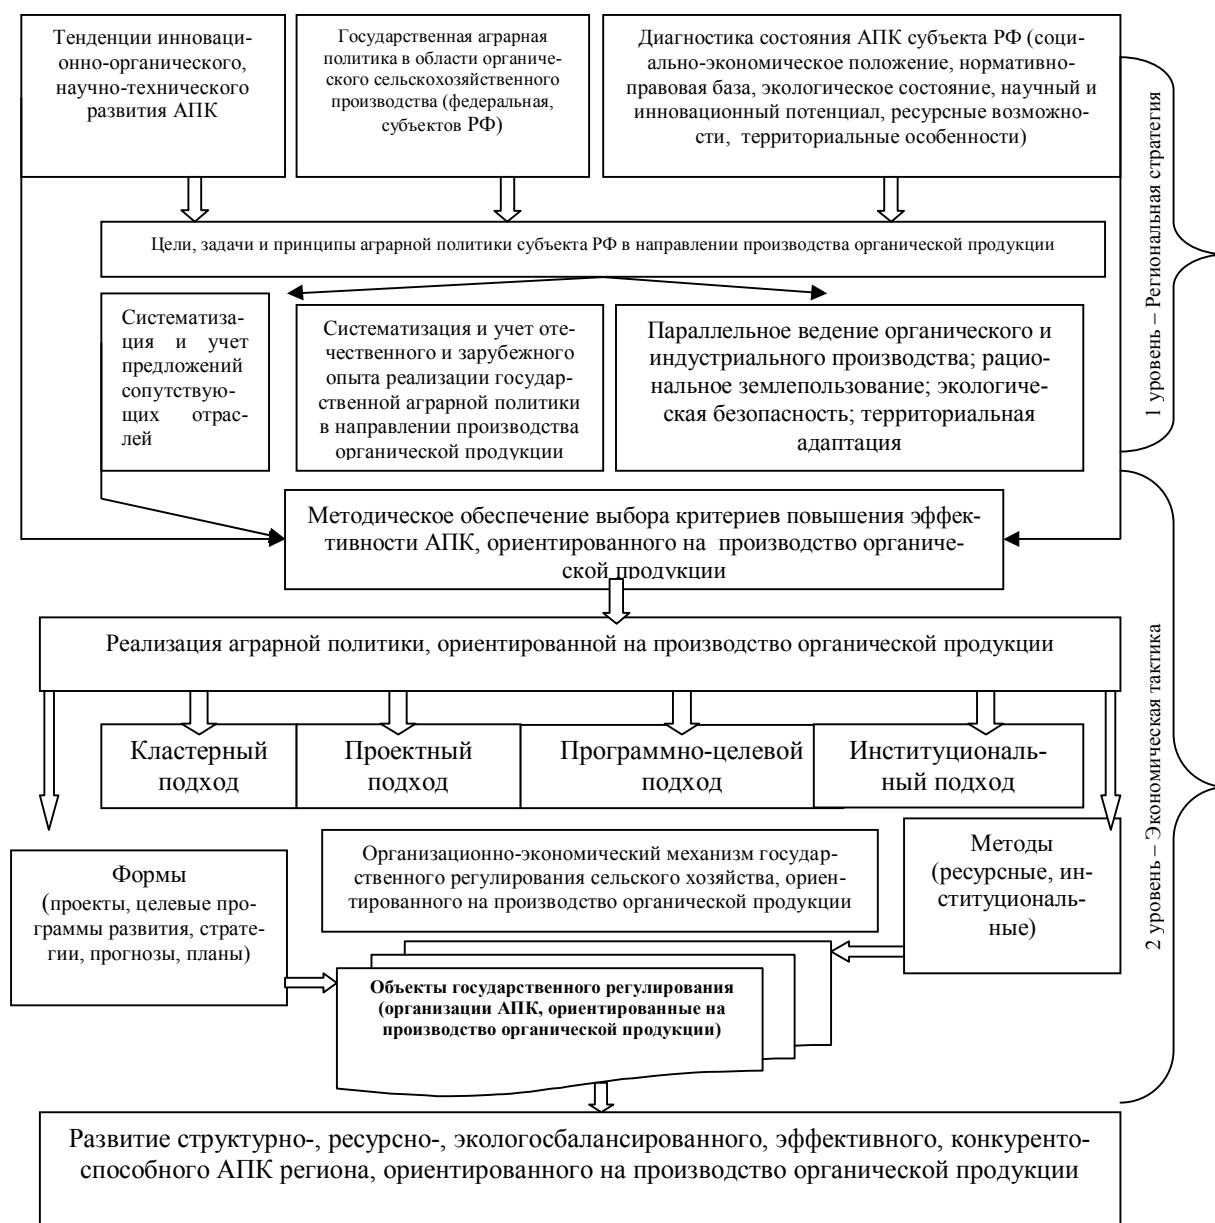 Тенденции инноваци-
онно-органического,
научно-технического
развития АПК
Государственная аграрная
политика в области органиче-
ского сельскохозяйственного
производства (федеральная,
субъектов РФ)
Диагностика состояния АПК субъекта РФ (соци-
ально-экономическое положение, нормативно-
правовая база, экологическое состояние, научный и
инновационный потенциал, ресурсные возможно-
сти, территориальные особенности)
1 уровень – Региональная стратегия
Цели, задачи и принципы аграрной политики субъекта РФ в направлении производства органической продукции
Систематиза-
ция и учет
предложений
сопутствую-
щих отрас-
лей
Систематизация и учет оте-
чественного и зарубежного
опыта реализации государ-
ственной аграрной политики
в направлении производства
органической продукции
Параллельное ведение органического и
индустриального производства; рацио-
нальное землепользование; экологиче-
ская безопасность; территориальная
адаптация
Методическое обеспечение выбора критериев повышения эффек-
тивности АПК, ориентированного на производство органиче-
ской продукции
2 уровень – Экономическая тактика
Реализация аграрной политики, ориентированной на производство органической продукции
Кластерный
подход
Проектный
подход
Программно-целевой
подход
Институциональ-
ный подход
Формы
(проекты, целевые про-
граммы развития, страте-
гии, прогнозы, планы)
Организационно-экономический механизм государ-
ственного регулирования сельского хозяйства, ориен-
тированного на производство органической продукции
Методы
(ресурсные, ин-
ституциональ-
ные)
Объекты государственного регулирования
(организации АПК, ориентированные на
производство органической продукции)
Развитие структурно-, ресурсно-, экологосбалансированного, эффективного, конкуренто-
способного АПК региона, ориентированного на производство органической продукции